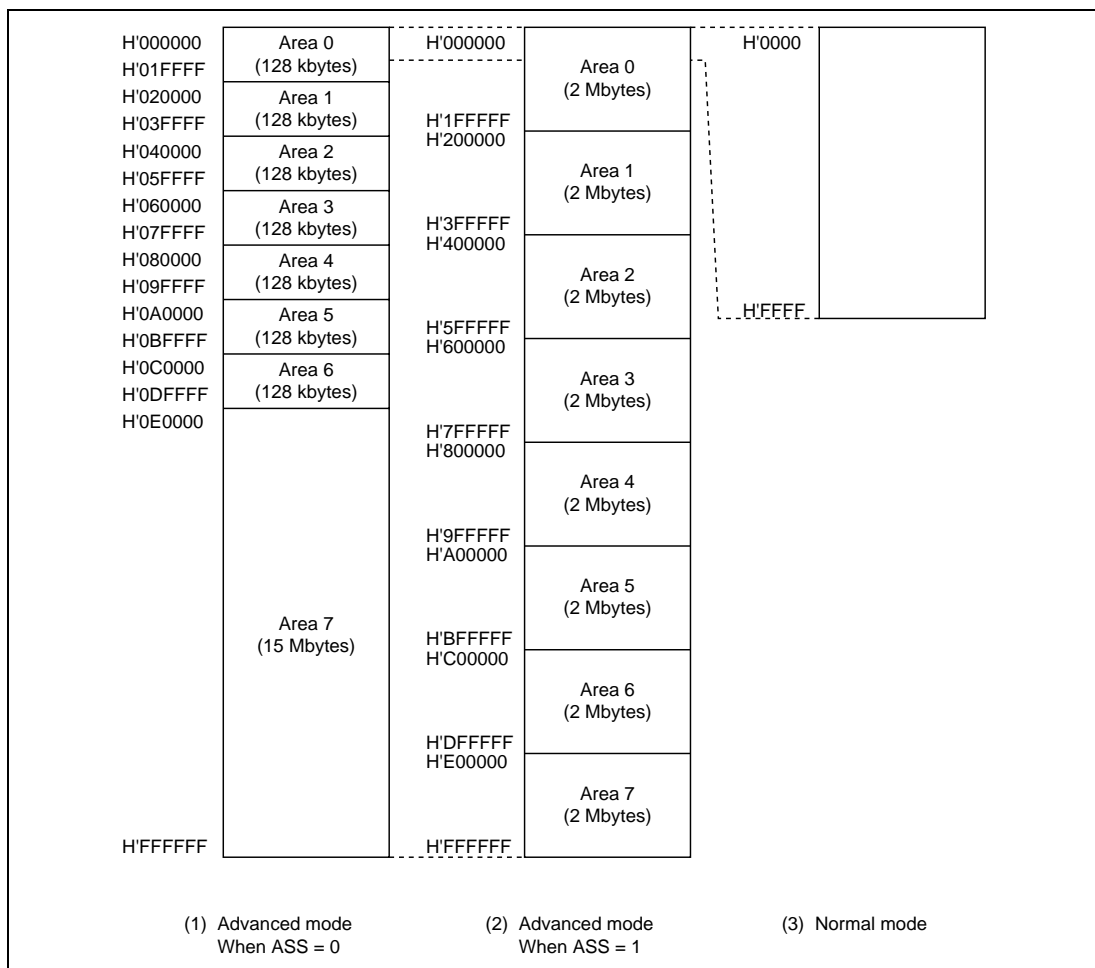 H'000000
H'01FFFF
H'020000
H'03FFFF
H'040000
H'05FFFF
H'060000
H'07FFFF
H'080000
H'09FFFF
H'0A0000
H'0BFFFF
H'0C0000
H'0DFFFF
H'0E0000
H'FFFFFF
Area 0
(128 kbytes)
Area 1
(128 kbytes)
Area 2
(128 kbytes)
Area 3
(128 kbytes)
Area 4
(128 kbytes)
Area 5
(128 kbytes)
Area 6
(128 kbytes)
Area 7
(15 Mbytes)
(1) Advanced mode
When ASS = 0
H'000000
H'1FFFFF
H'200000
H'3FFFFF
H'400000
H'5FFFFF
H'600000
H'7FFFFF
H'800000
H'9FFFFF
H'A00000
H'BFFFFF
H'C00000
H'DFFFFF
H'E00000
H'FFFFFF
Area 0
(2 Mbytes)
Area 1
(2 Mbytes)
Area 2
(2 Mbytes)
Area 3
(2 Mbytes)
Area 4
(2 Mbytes)
Area 5
(2 Mbytes)
Area 6
(2 Mbytes)
Area 7
(2 Mbytes)
(2) Advanced mode
When ASS = 1
H'0000
H'FFFF
(3) Normal mode